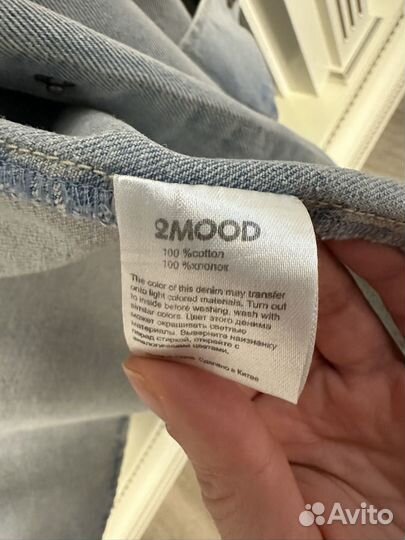 2MOOD
100 %cotton
100 %хлопок
The color of this denim may transfer
onto light colored materials. Turn out
to inside before washing, wash with
similar colors. Цвет этого денима
может окрашивать светлые
материалы. Выверните наизнанку
перед стиркой, стирайте с
аналогичными цветами.
Сделано в Китае
Avito